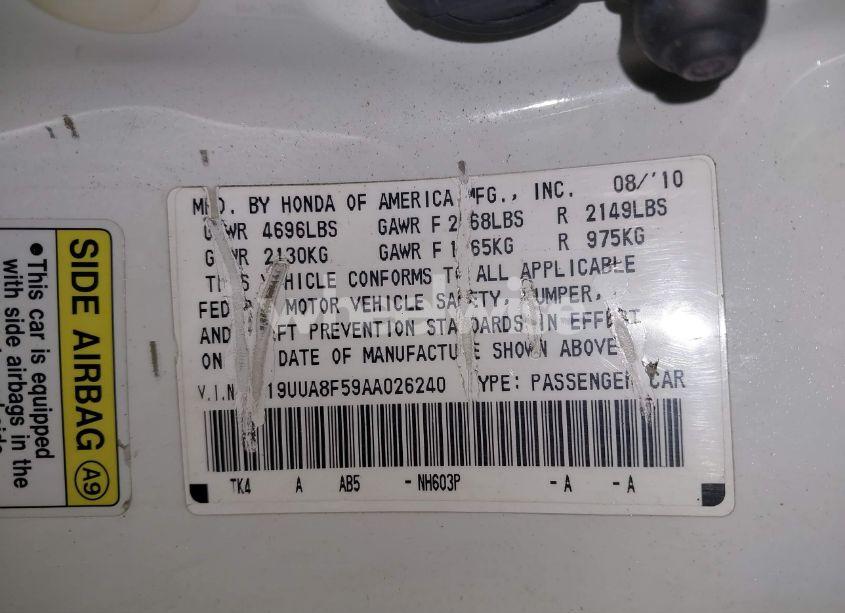 MFD. BY HONDA OF AMERICA MFG., INC. 08/'10
GVWR 4696LBS GAWR F 2568LBS R 2149LBS
GVWR 2130KG GAWR F 1165KG R 975KG
THIS VEHICLE CONFORMS TO ALL APPLICABLE
FEDERAL MOTOR VEHICLE SAFETY, BUMPER,
AND THEFT PREVENTION STANDARDS IN EFFECT
ON THE DATE OF MANUFACTURE SHOWN ABOVE
V.I.N. 19UUA8F59AA026240 TYPE: PASSENGER CAR
TK4 A AB5 - NH603P - A - A
SIDE AIRBAG A9
•This car is equipped
with side airbags in the